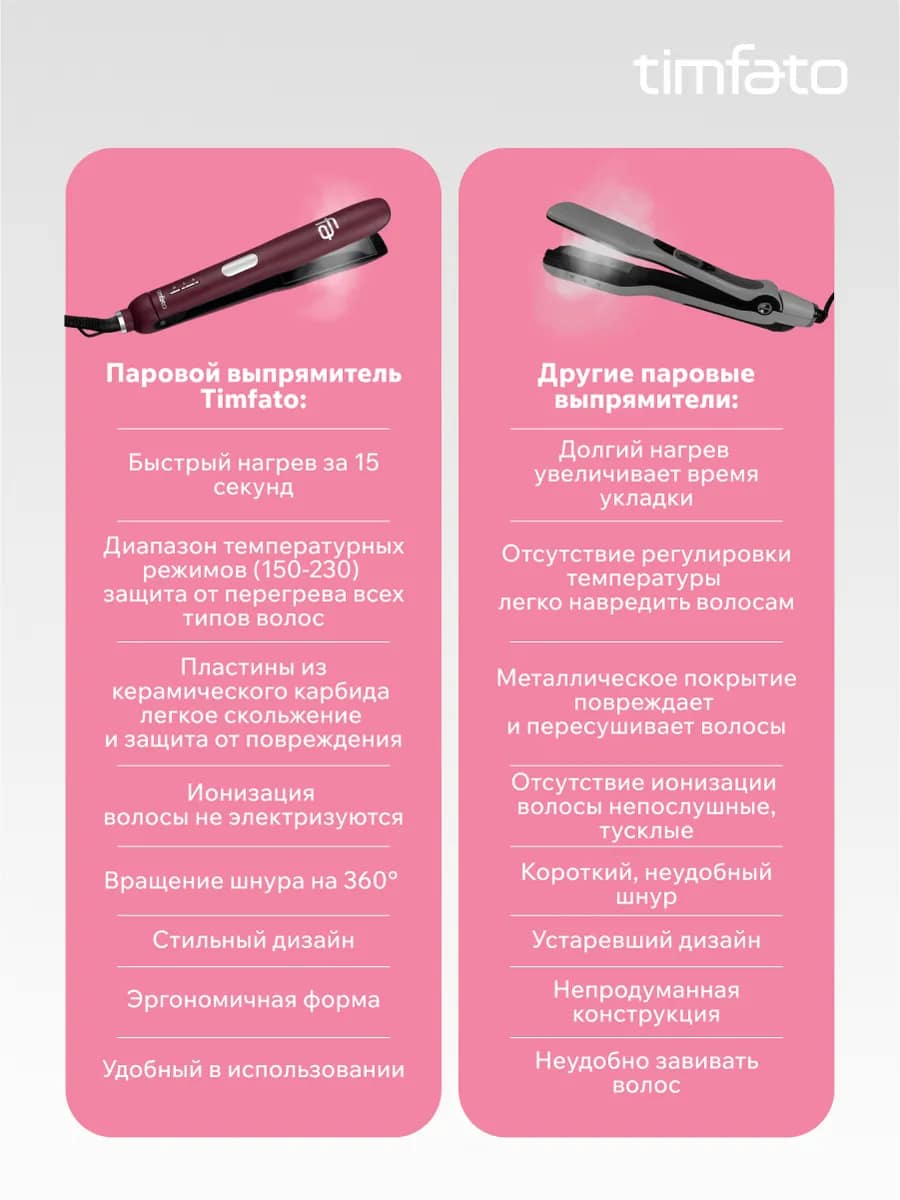 timfato
Паровой выпрямитель
Timfato:
Быстрый нагрев за 15
секунд
Диапазон температурных
режимов (150-230)
защита от перегрева всех
типов волос
Пластины из
керамического карбида
легкое скольжение
и защита от повреждения
Ионизация
волосы не электризуются
Вращение шнура на 360°
Стильный дизайн
Эргономичная форма
Удобный в использовании
Другие паровые
выпрямители:
Долгий нагрев
увеличивает время
укладки
Отсутствие регулировки
температуры
легко навредить волосам
Металлическое покрытие
повреждает
и пересушивает волосы
Отсутствие ионизации
волосы непослушные,
тусклые
Короткий, неудобный
шнур
Устаревший дизайн
Непродуманная
конструкция
Неудобно завивать
волос